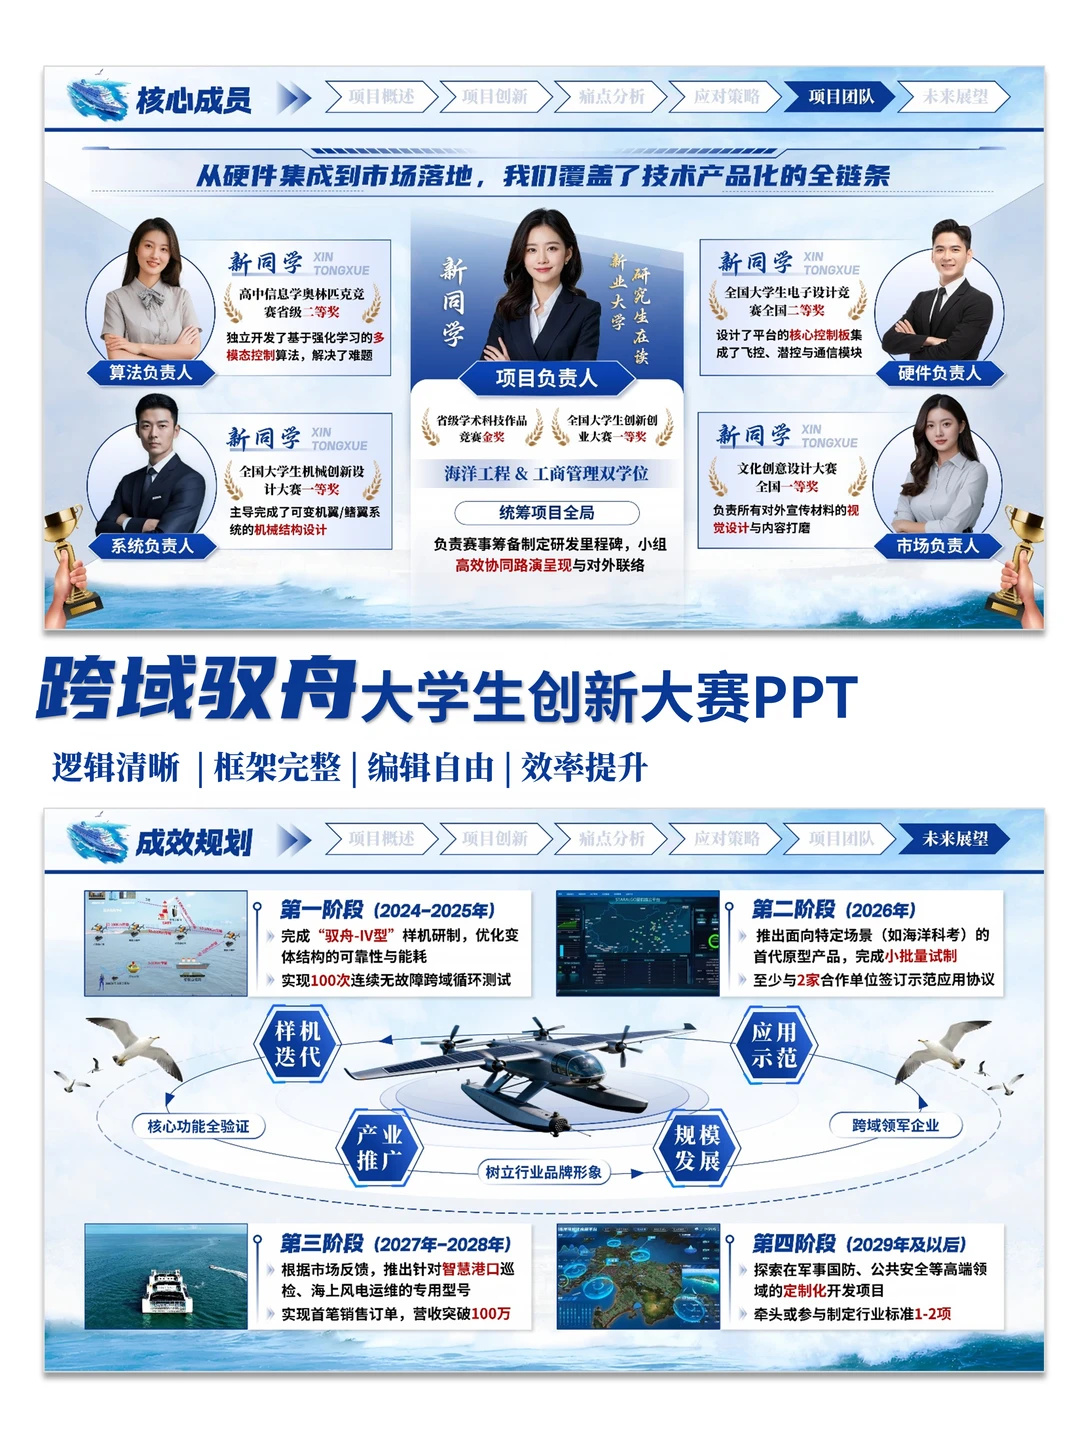 核心成员
项目概述
项目创新
痛点分析
应对策略
项目团队
未来展望
从硬件集成到市场落地，我们覆盖了技术产品化的全链条
新同学 XIN TONGXUE
高中信息学奥林匹克竞
赛省级二等奖
独立开发了基于强化学习的多
模态控制算法，解决了难题
算法负责人
新同学 XIN TONGXUE
全国大学生机械创新设
计大赛一等奖
主导完成了可变机翼/鳍翼系
统的机械结构设计
系统负责人
新同学
新业大学
研究生在读
项目负责人
省级学术科技作品
竞赛金奖
全国大学生创新创
业大赛一等奖
海洋工程 & 工商管理双学位
统筹项目全局
负责赛事筹备制定研发里程碑，小组
高效协同路演呈现与对外联络
新同学 XIN TONGXUE
全国大学生电子设计竞
赛全国二等奖
设计了平台的核心控制板集
成了飞控、潜控与通信模块
硬件负责人
新同学 XIN TONGXUE
文化创意设计大赛
全国一等奖
负责所有对外宣传材料的视
觉设计与内容打磨
市场负责人
跨域驭舟大学生创新大赛PPT
逻辑清晰 | 框架完整 | 编辑自由 | 效率提升
成效规划
项目概述
项目创新
痛点分析
应对策略
项目团队
未来展望
第一阶段（2024-2025年）
完成“驭舟-IV型”样机研制，优化变
体结构的可靠性与能耗
实现100次连续无故障跨域循环测试
第二阶段（2026年）
推出面向特定场景（如海洋科考）的
首代原型产品，完成小批量试制
至少与2家合作单位签订示范应用协议
样机
迭代
应用
示范
核心功能全验证
产业
推广
树立行业品牌形象
规模
发展
跨域领军企业
第三阶段（2027年-2028年）
根据市场反馈，推出针对智慧港口巡
检、海上风电运维的专用型号
实现首笔销售订单，营收突破100万
第四阶段（2029年及以后）
探索在军事国防、公共安全等高端领
域的定制化开发项目
牵头或参与制定行业标准1-2项